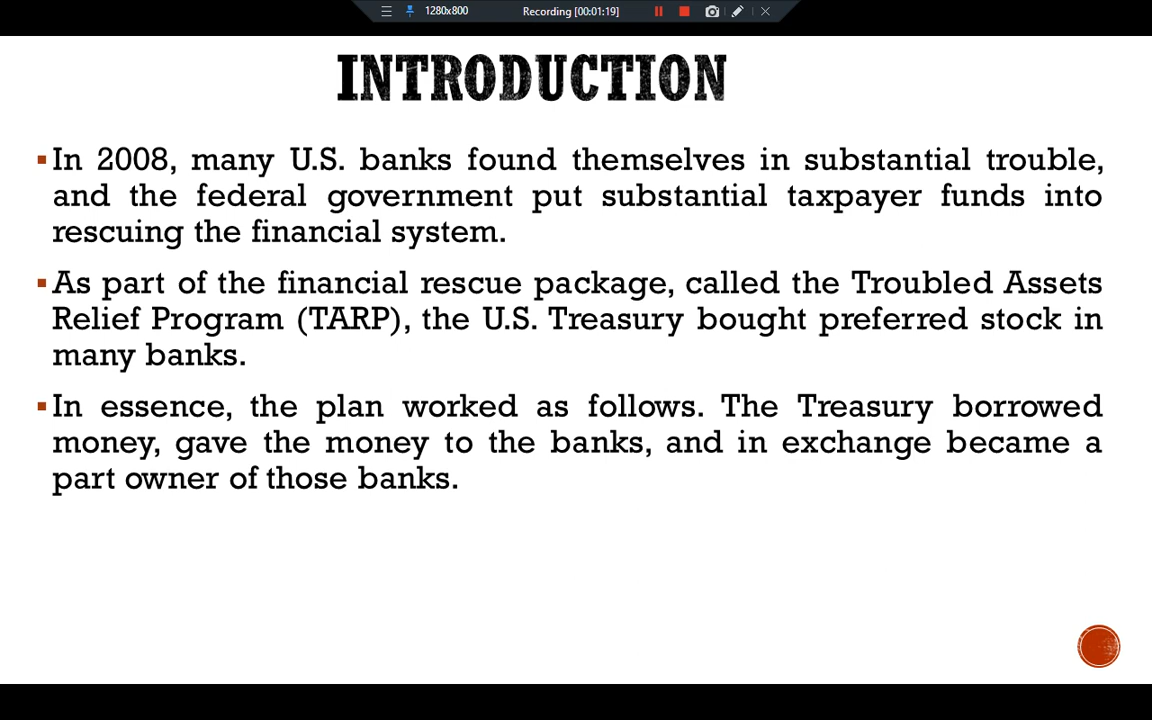 1280x800 Recording [00:01:19]
INTRODUCTION
▪In 2008, many U.S. banks found themselves in substantial trouble,
and the federal government put substantial taxpayer funds into
rescuing the financial system.
▪As part of the financial rescue package, called the Troubled Assets
Relief Program (TARP), the U.S. Treasury bought preferred stock in
many banks.
▪In essence, the plan worked as follows. The Treasury borrowed
money, gave the money to the banks, and in exchange became a
part owner of those banks.